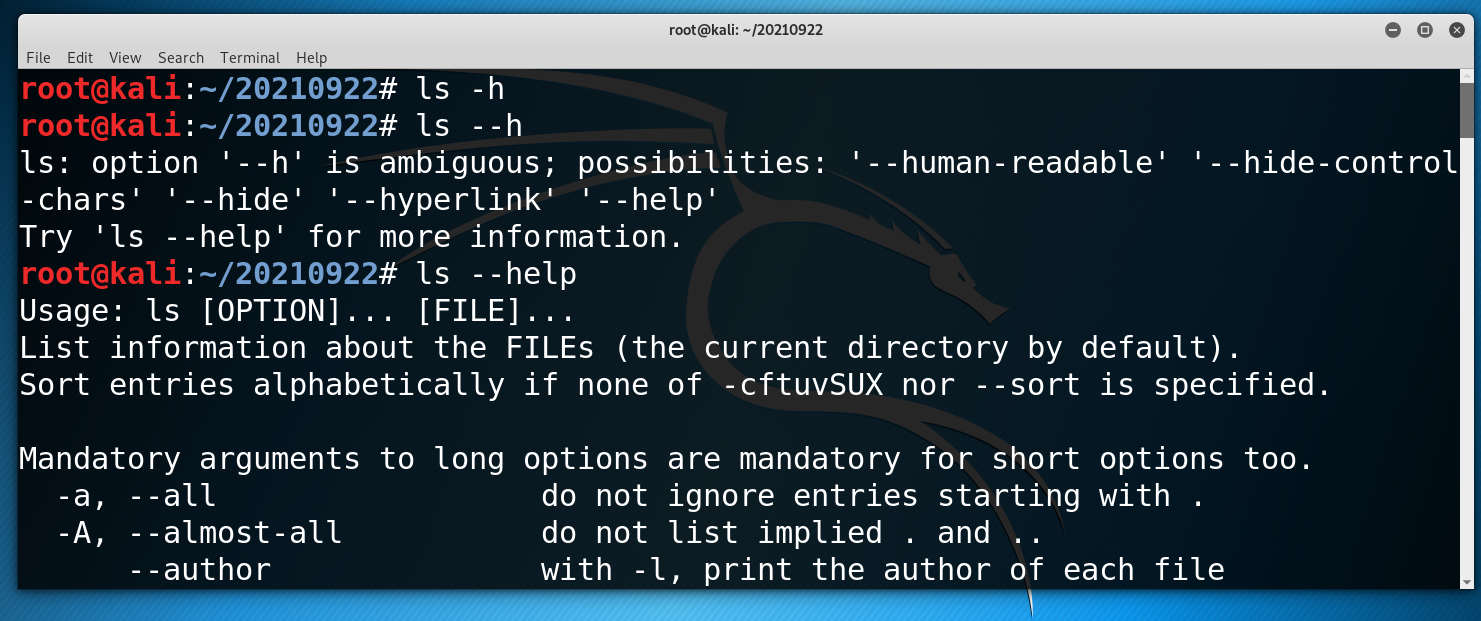 root@kali: ~/20210922
File Edit View Search Terminal Help
root@kali:~/20210922# ls -h
root@kali:~/20210922# ls --h
ls: option '--h' is ambiguous; possibilities: '--human-readable' '--hide-control
-chars' '--hide' '--hyperlink' '--help'
Try 'ls --help' for more information.
root@kali:~/20210922# ls --help
Usage: ls [OPTION]... [FILE]...
List information about the FILEs (the current directory by default).
Sort entries alphabetically if none of -cftuvSUX nor --sort is specified.

Mandatory arguments to long options are mandatory for short options too.
  -a, --all                  do not ignore entries starting with .
  -A, --almost-all           do not list implied . and ..
      --author               with -l, print the author of each file